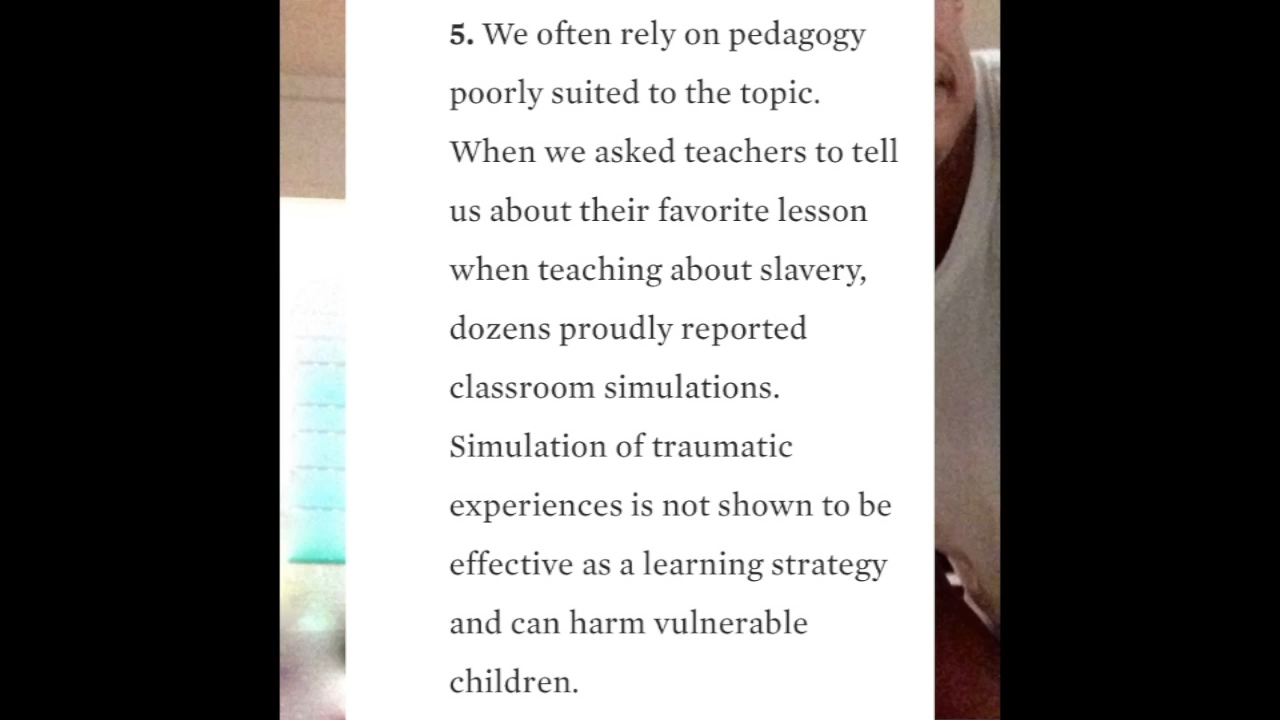 5. We often rely on pedagogy
poorly suited to the topic.
When we asked teachers to tell
us about their favorite lesson
when teaching about slavery,
dozens proudly reported
classroom simulations.
Simulation of traumatic
experiences is not shown to be
effective as a learning strategy
and can harm vulnerable
children.